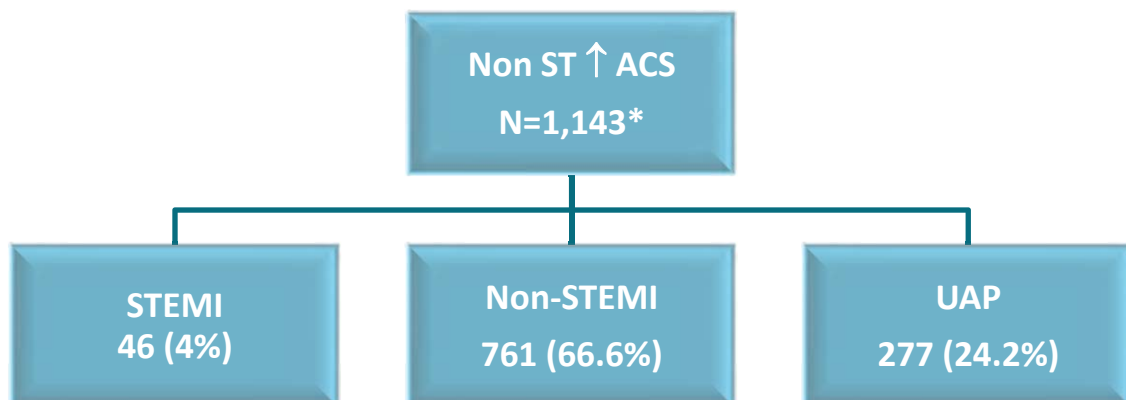 Non ST ↑ ACS
N=1,143*
STEMI
46 (4%)
Non-STEMI
761 (66.6%)
UAP
277 (24.2%)